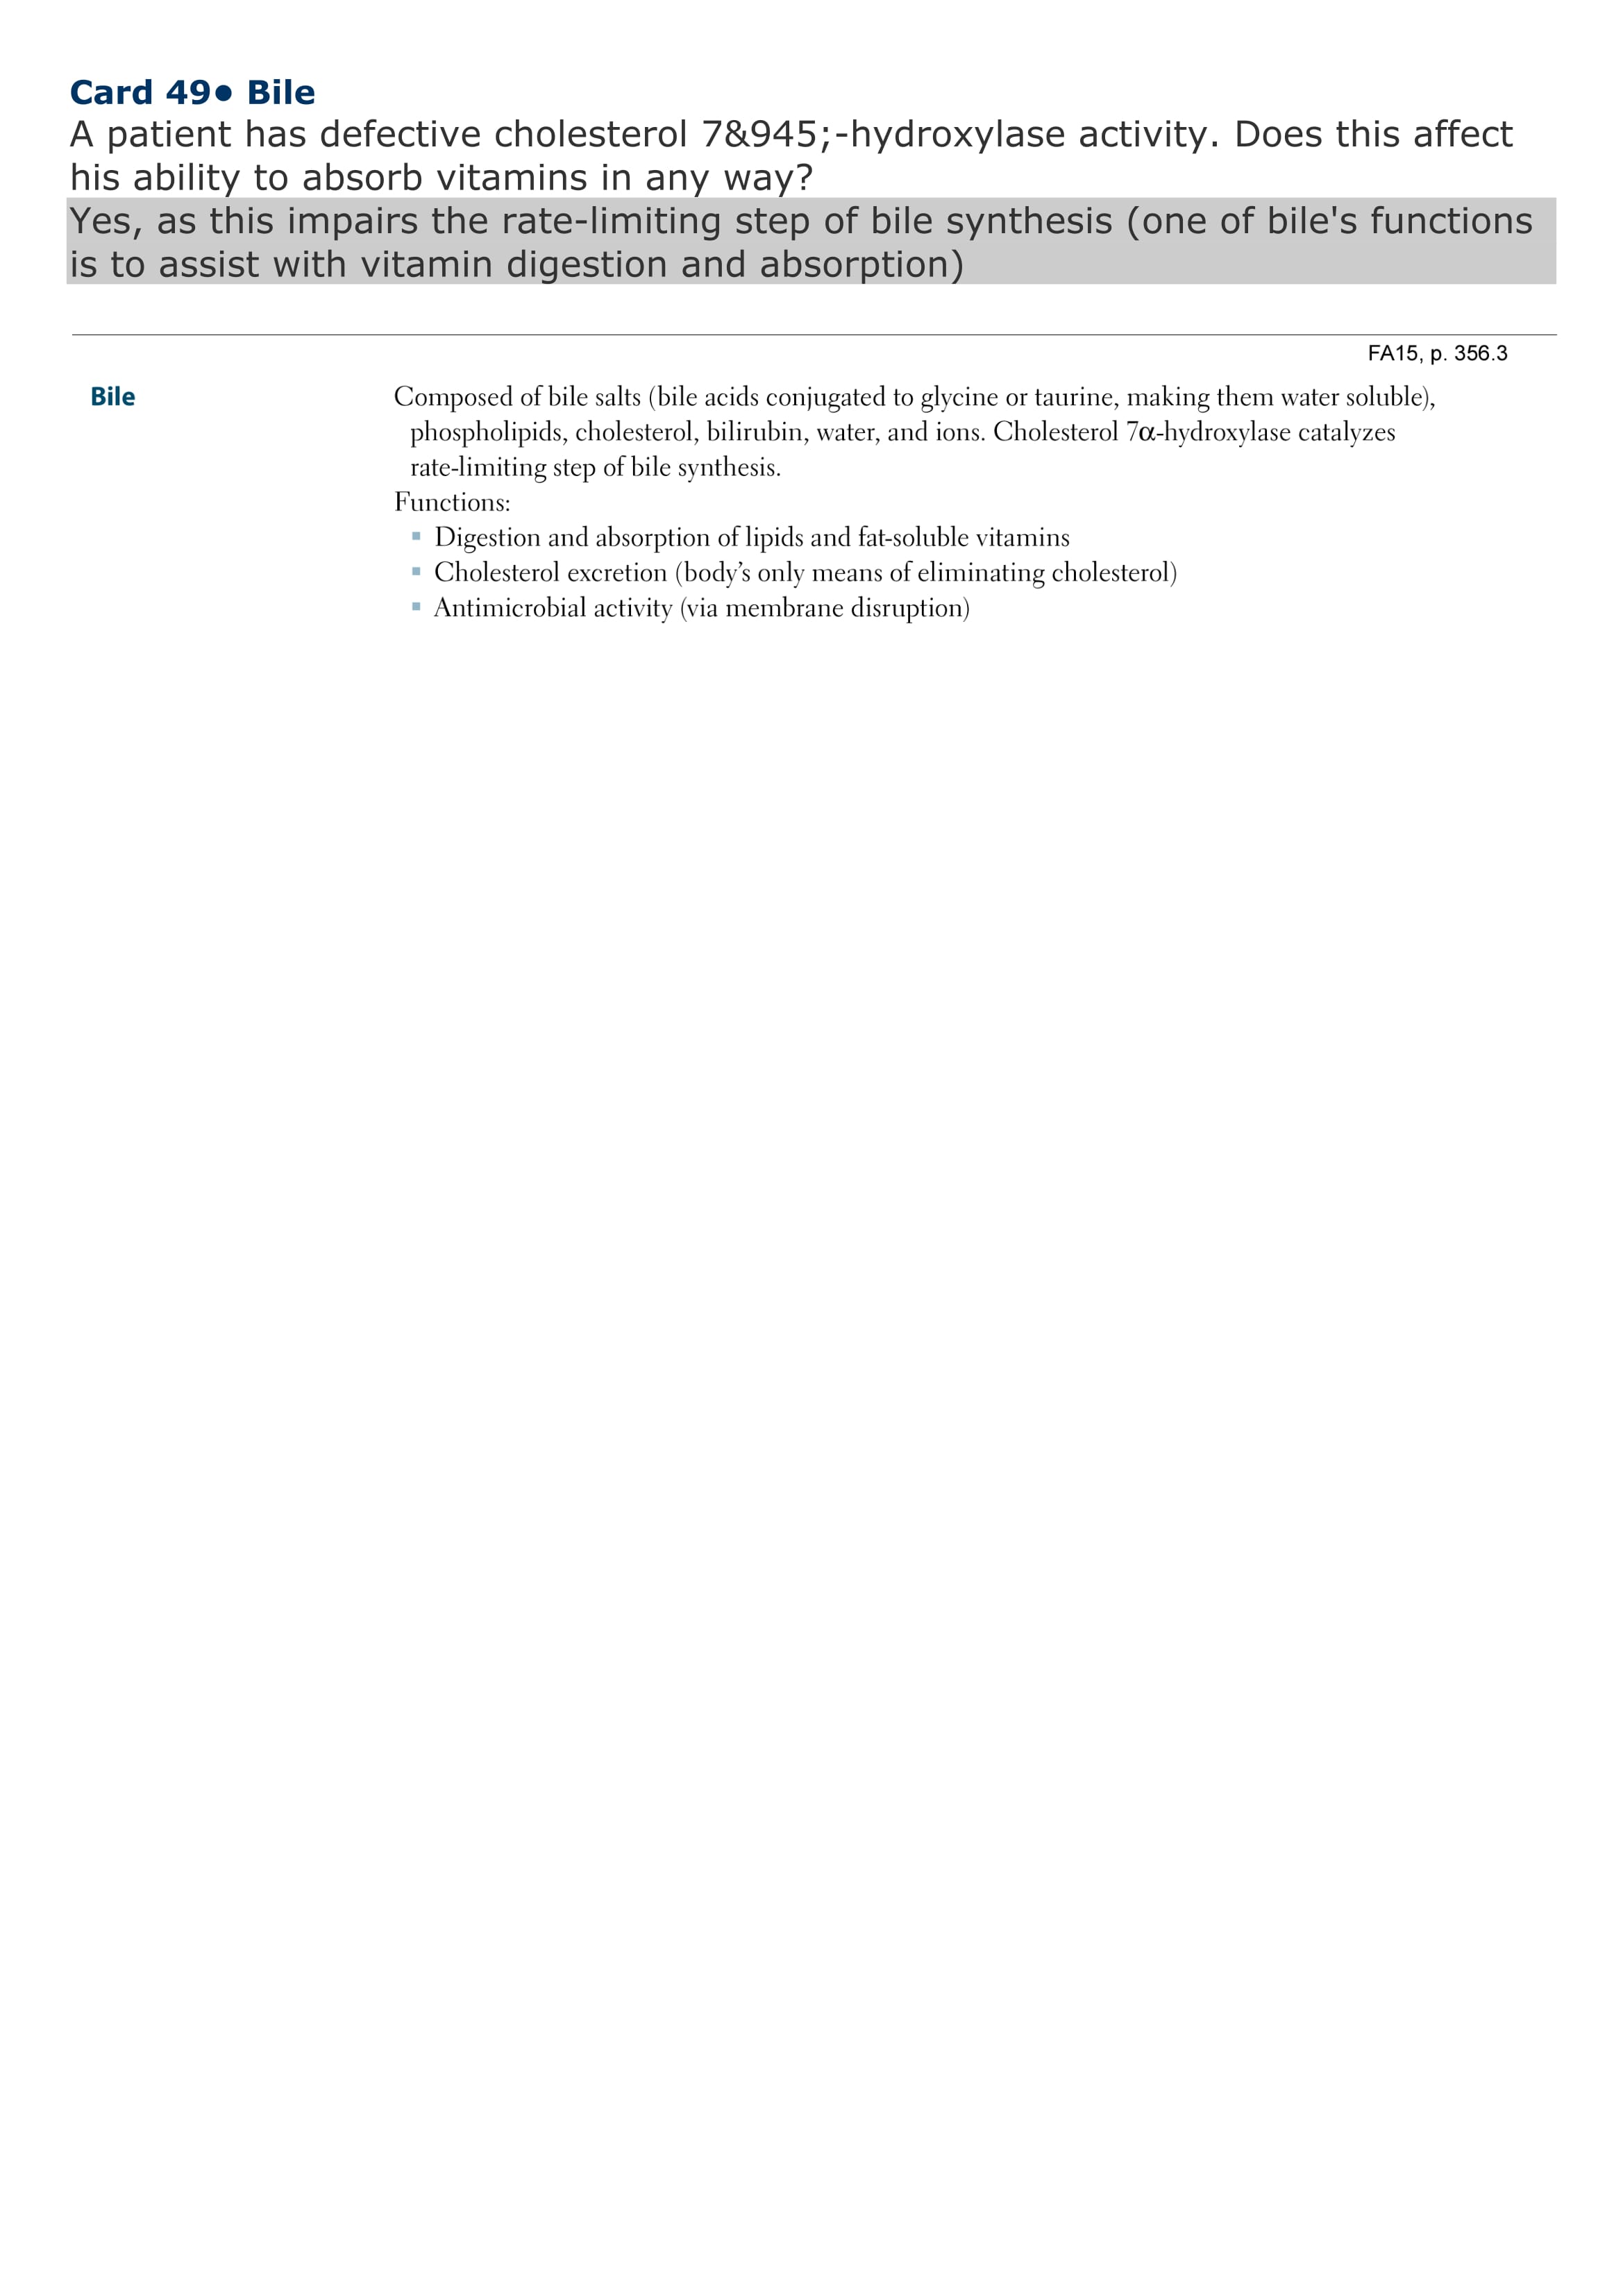 Card 49● Bile
A patient has defective cholesterol 7&945;-hydroxylase activity. Does this affect
his ability to absorb vitamins in any way?
Yes, as this impairs the rate-limiting step of bile synthesis (one of bile's functions
is to assist with vitamin digestion and absorption)
FA15, p. 356.3
Bile
Composed of bile salts (bile acids conjugated to glycine or taurine, making them water soluble),
phospholipids, cholesterol, bilirubin, water, and ions. Cholesterol 7α-hydroxylase catalyzes
rate-limiting step of bile synthesis.
Functions:
▪ Digestion and absorption of lipids and fat-soluble vitamins
▪ Cholesterol excretion (body’s only means of eliminating cholesterol)
▪ Antimicrobial activity (via membrane disruption)